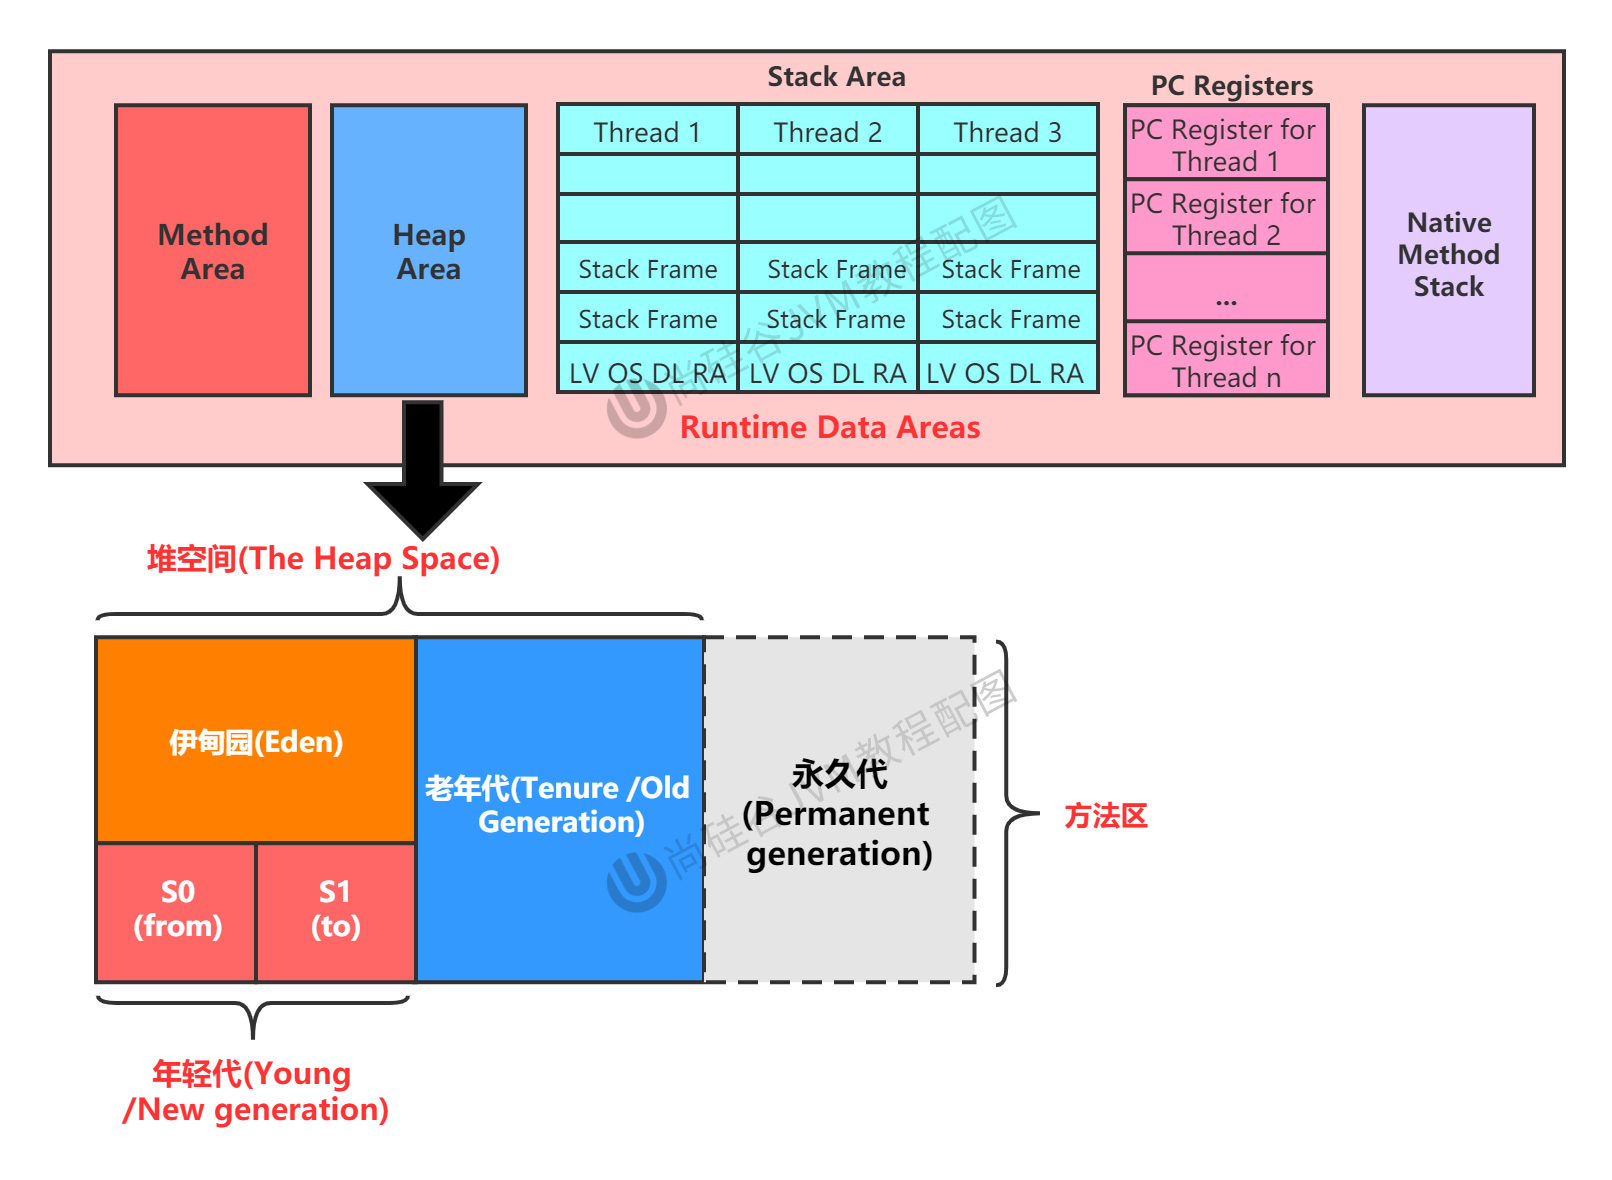 Stack Area
PC Registers
Method
Area
Heap
Area
Thread 1
Thread 2
Thread 3
Stack Frame
Stack Frame
Stack Frame
Stack Frame
Stack Frame
Stack Frame
LV OS DL RA
LV OS DL RA
LV OS DL RA
PC Register for
Thread 1
PC Register for
Thread 2
...
PC Register for
Thread n
Native
Method
Stack
尚硅谷JVM教程配图
Runtime Data Areas
堆空间(The Heap Space)
伊甸园(Eden)
S0
(from)
S1
(to)
老年代(Tenure /Old
Generation)
永久代
(Permanent
generation)
尚硅谷JVM教程配图
方法区
年轻代(Young
/New generation)